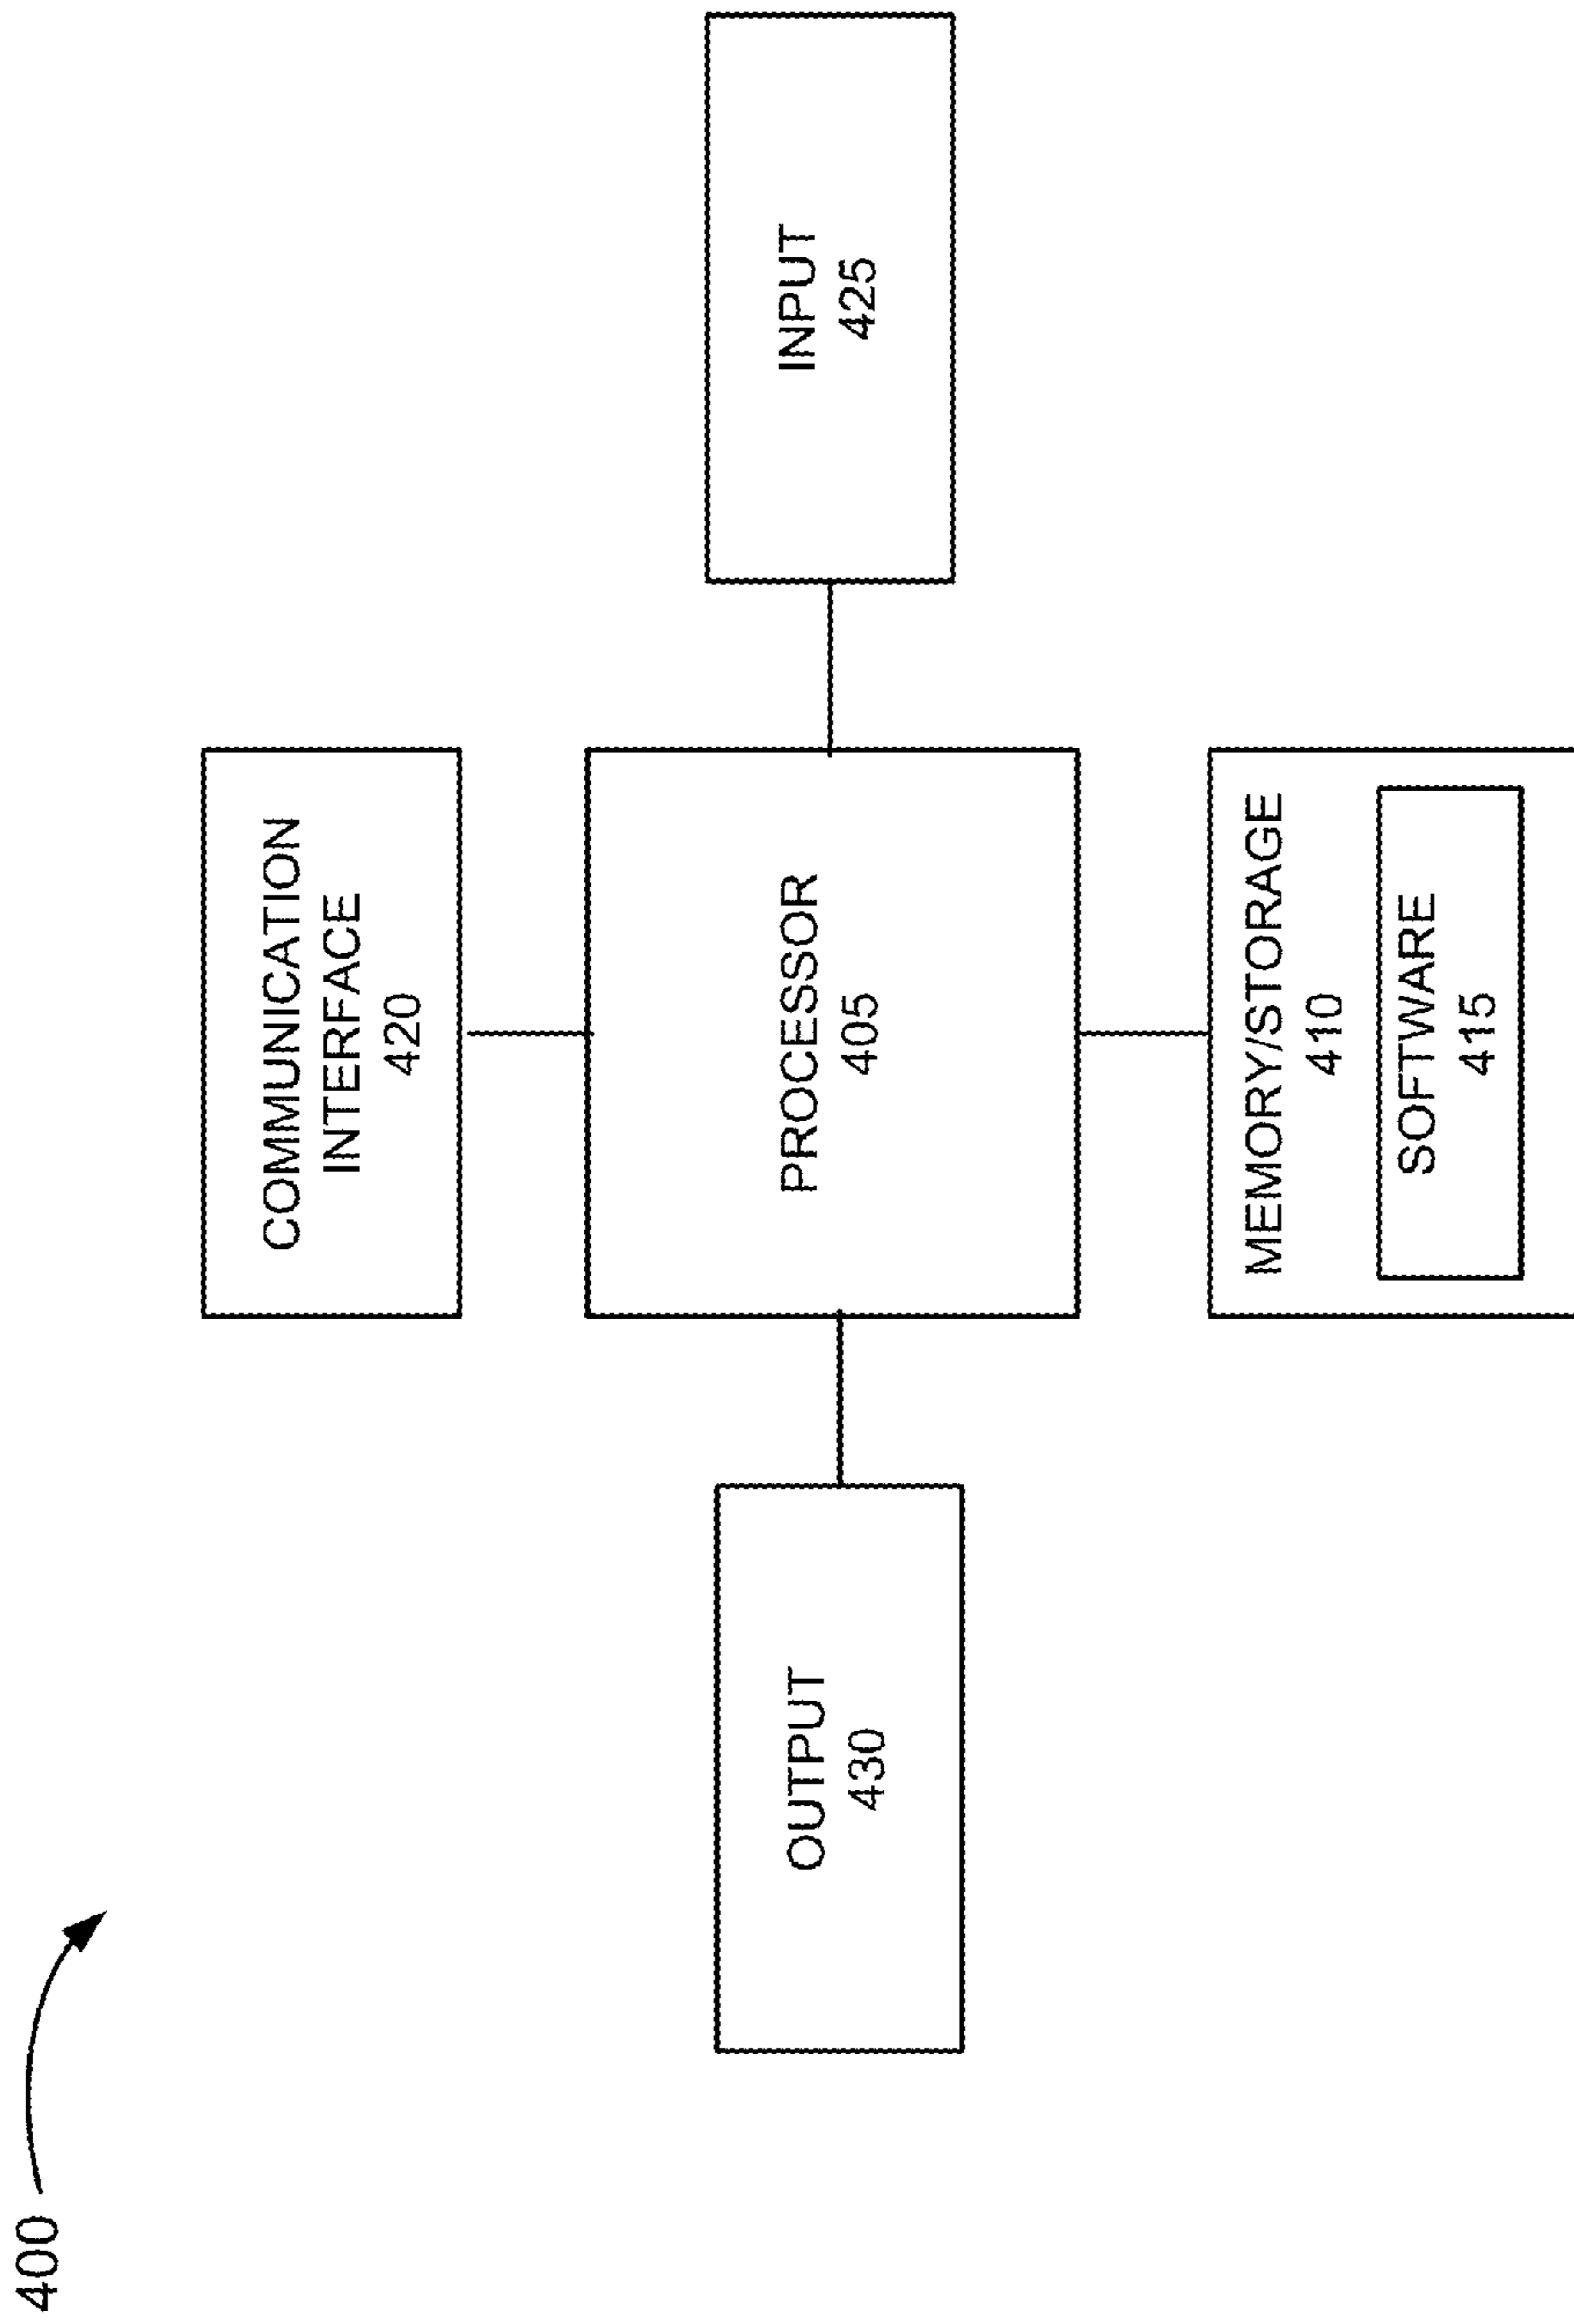 400
COMMUNICATION
INTERFACE
420
OUTPUT
430
PROCESSOR
405
INPUT
425
MEMORY/STORAGE
410
SOFTWARE
415